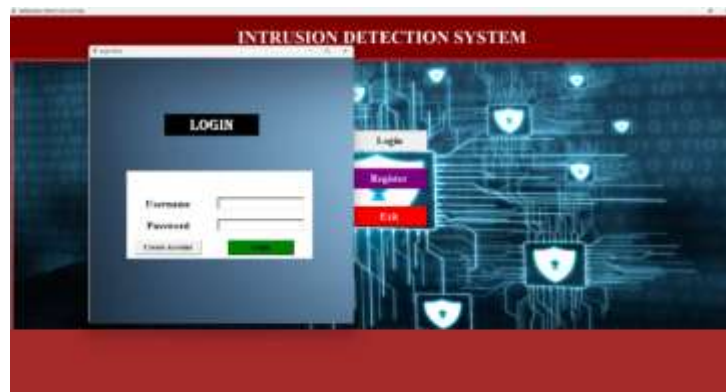 INTRUSION DETECTION SYSTEM
LOGIN
Login
Register
Exit
Username
Password
Create Account